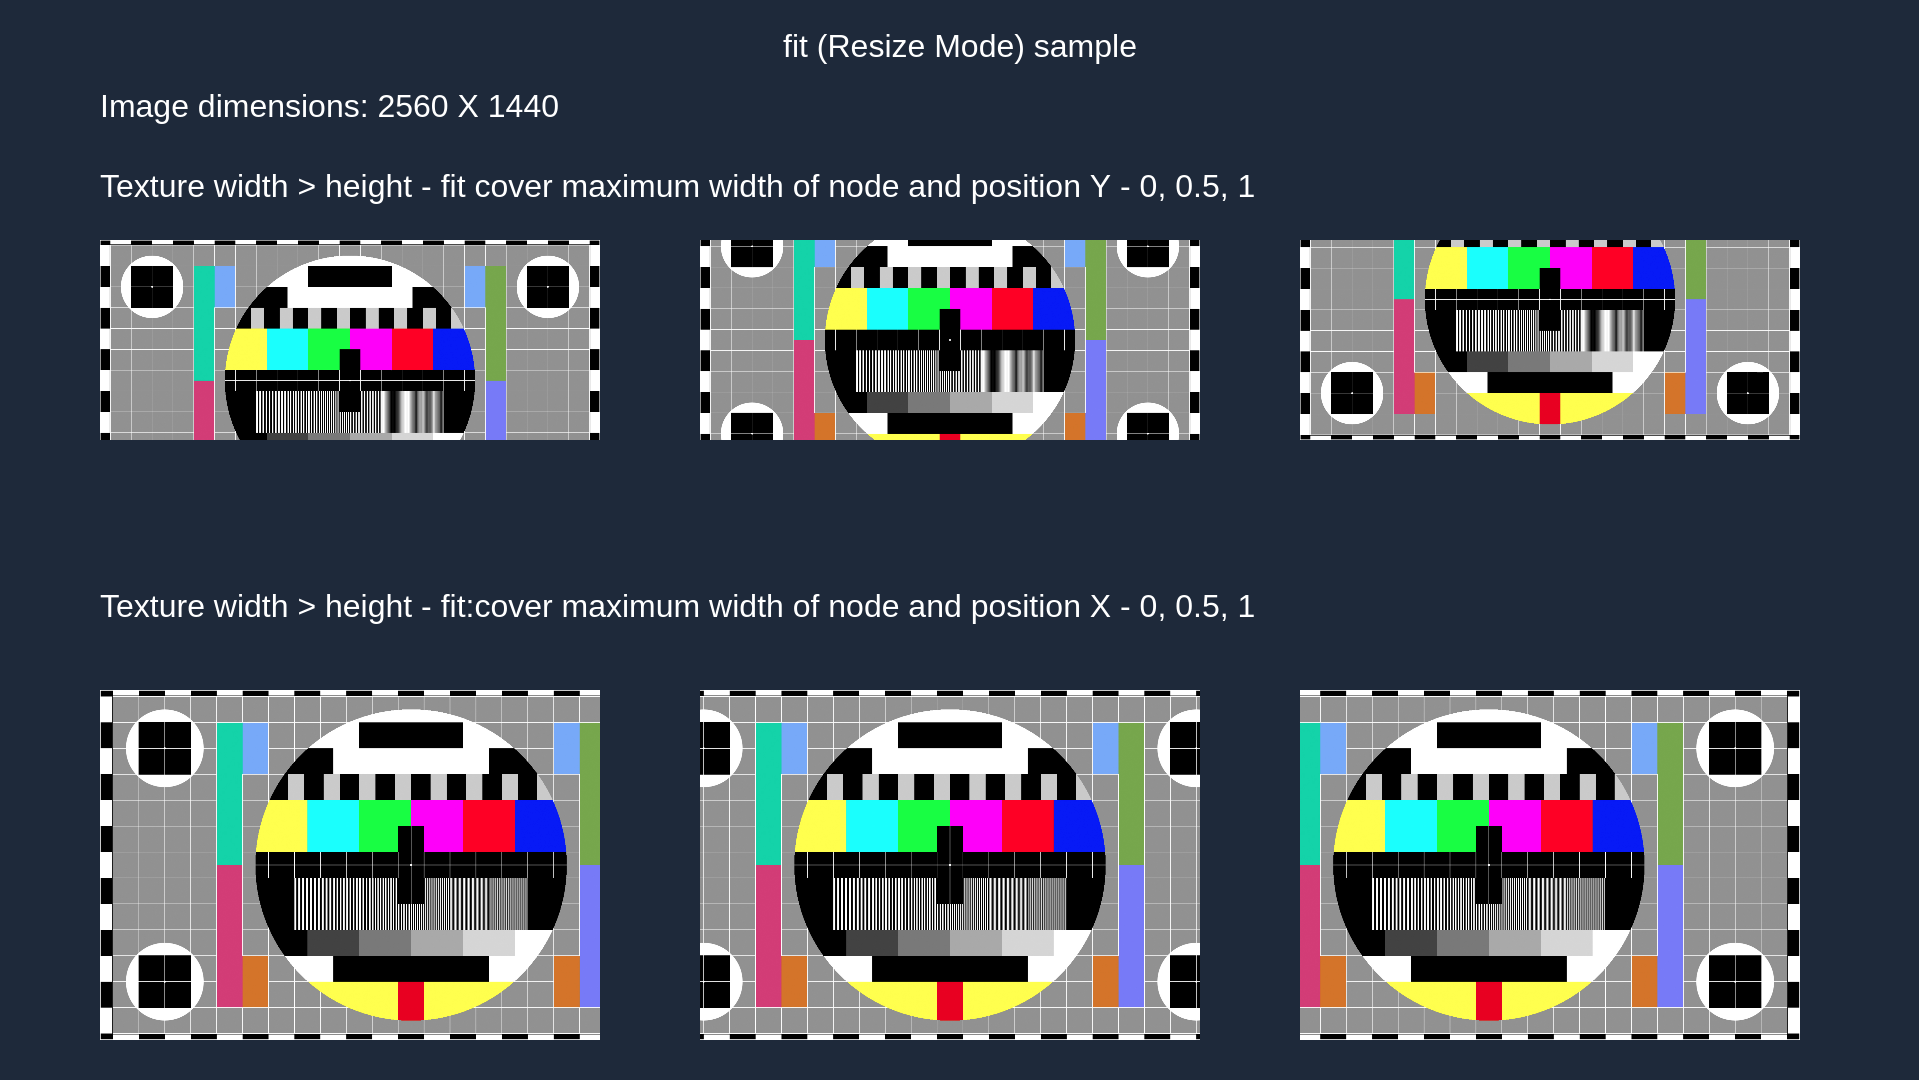 fit (Resize Mode) sample
Image dimensions: 2560 X 1440
Texture width > height - fit cover maximum width of node and position Y - 0, 0.5, 1
Texture width > height - fit:cover maximum width of node and position X - 0, 0.5, 1